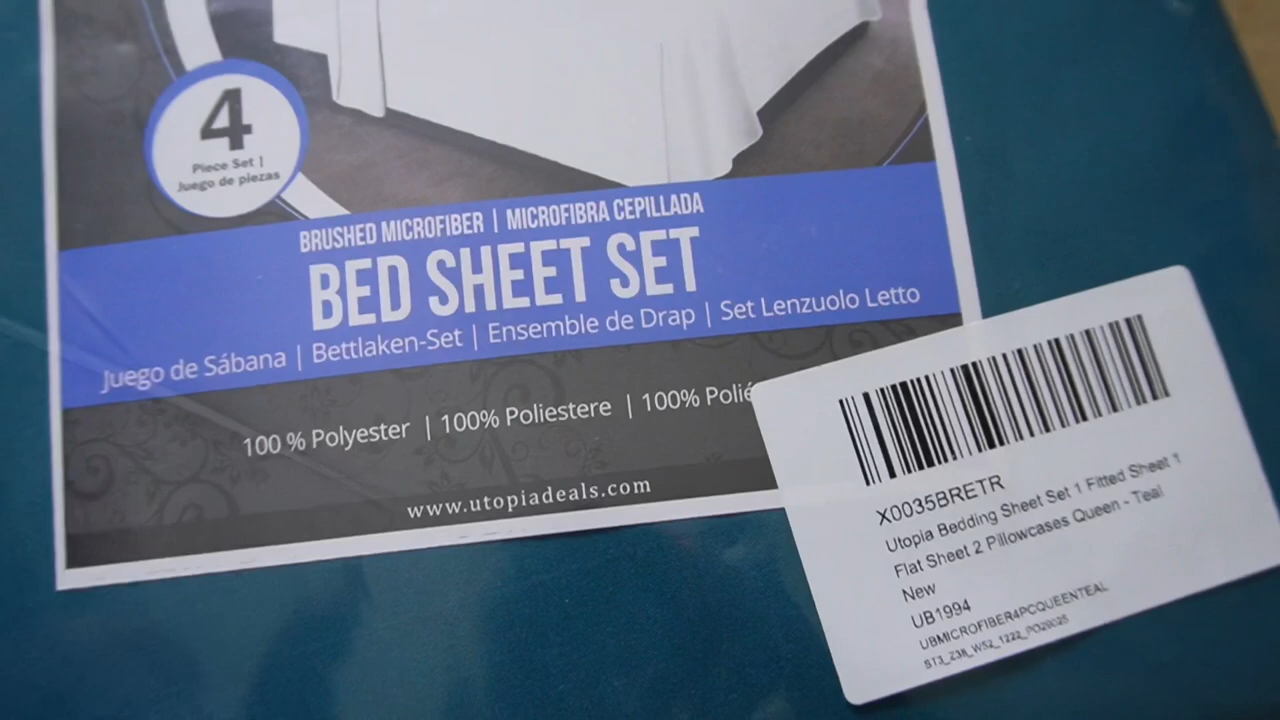 4
Piece Set |
Juego de piezas
BRUSHED MICROFIBER | MICROFIBRA CEPILLADA
BED SHEET SET
Juego de Sábana | Bettlaken-Set | Ensemble de Drap | Set Lenzuolo Letto
100 % Polyester | 100% Poliestere | 100% Polié
www.utopiadeals.com
X0035BRETR
Utopia Bedding Sheet Set 1 Fitted Sheet 1
Flat Sheet 2 Pillowcases Queen - Teal
New
UB1994
UBMICROFIBER4PCQUEENTEAL